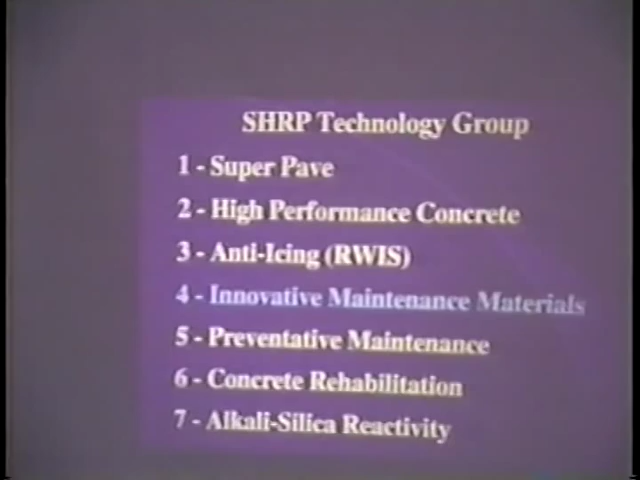 SHRP Technology Group
1 - Super Pave
2 - High Performance Concrete
3 - Anti-Icing (RWIS)
4 - Innovative Maintenance Materials
5 - Preventative Maintenance
6 - Concrete Rehabilitation
7 - Alkali-Silica Reactivity